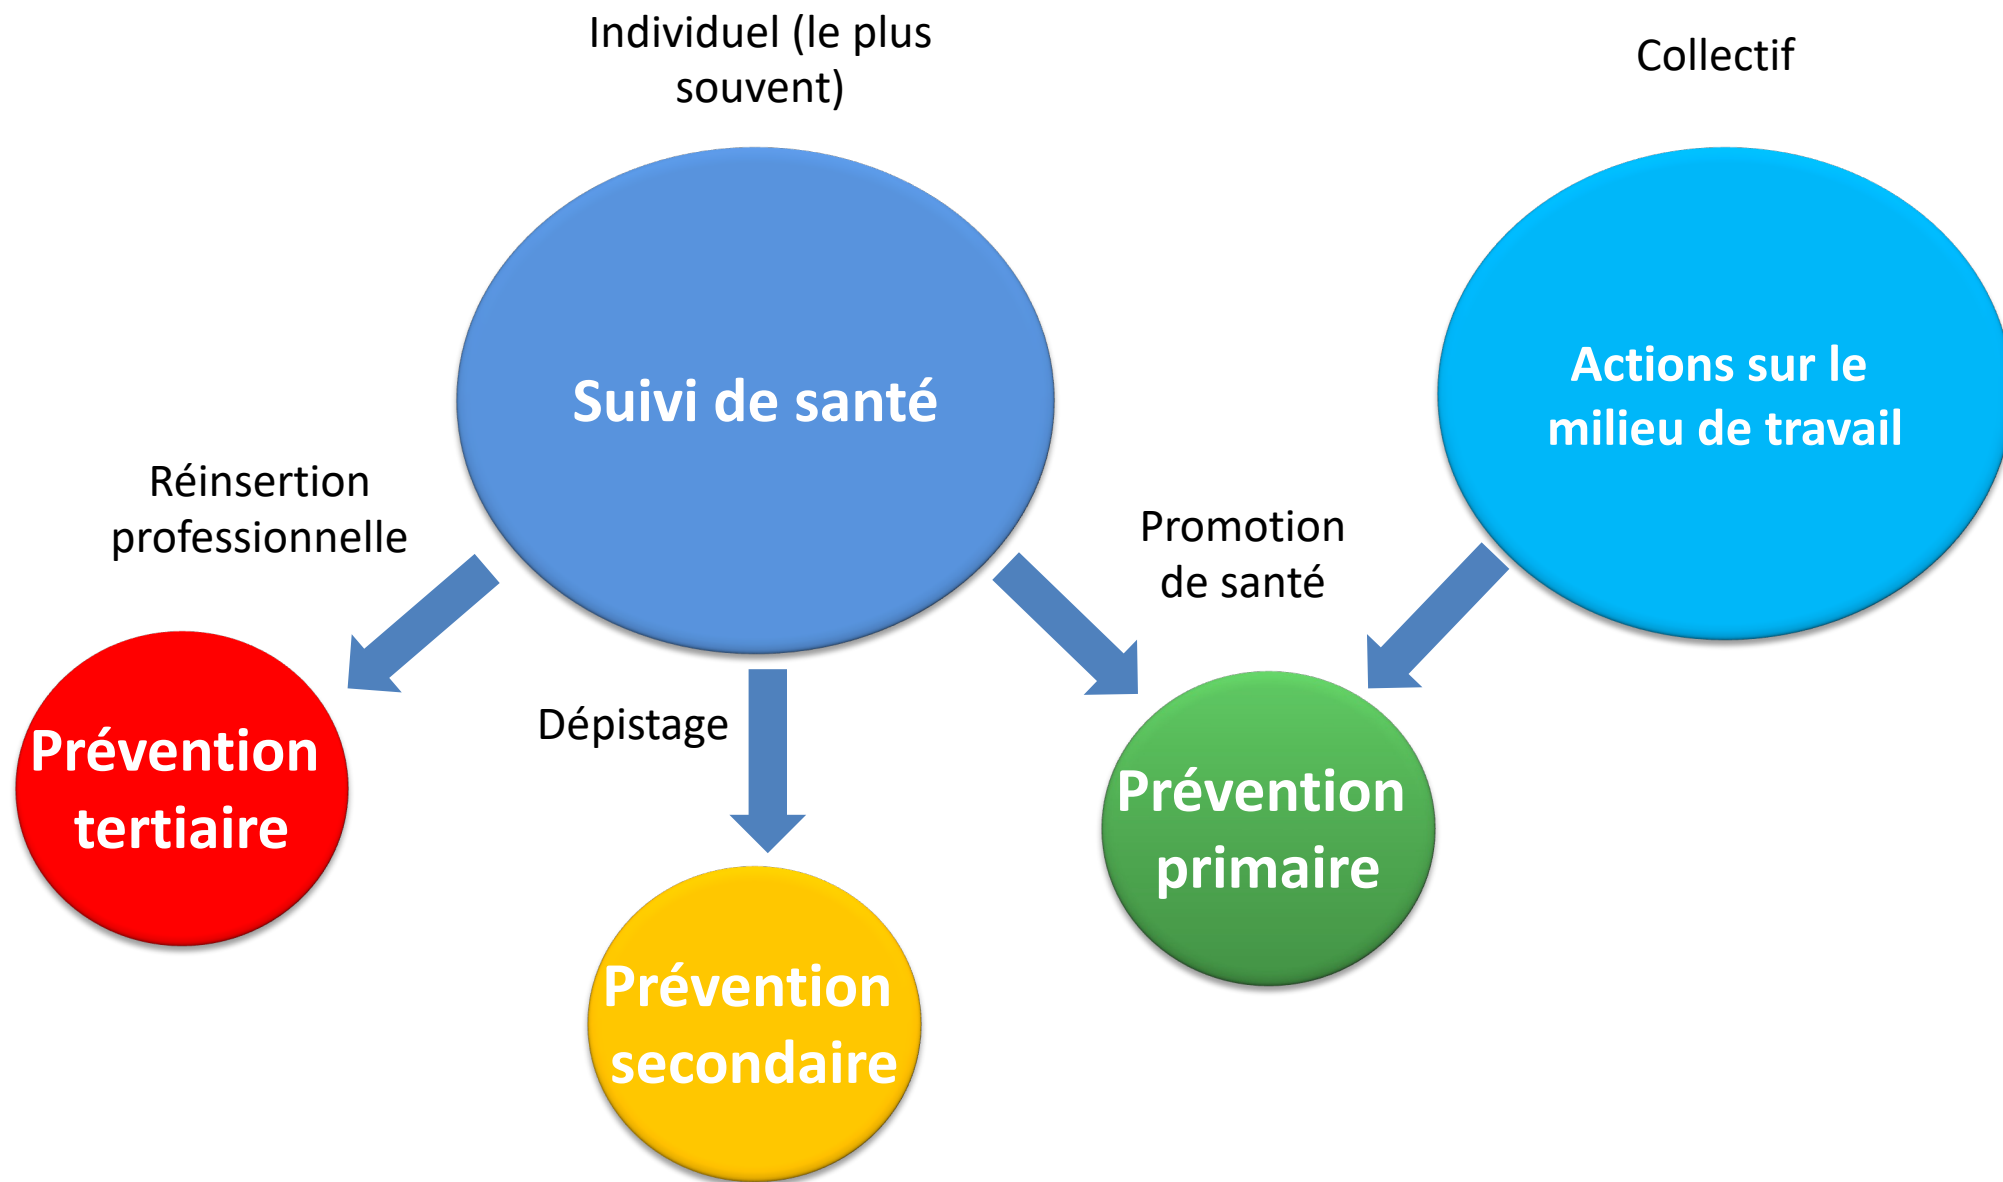 Individuel (le plus
souvent)
Collectif
Suivi de santé
Actions sur le
milieu de travail
Réinsertion
professionnelle
Promotion
de santé
Dépistage
Prévention
tertiaire
Prévention
primaire
Prévention
secondaire